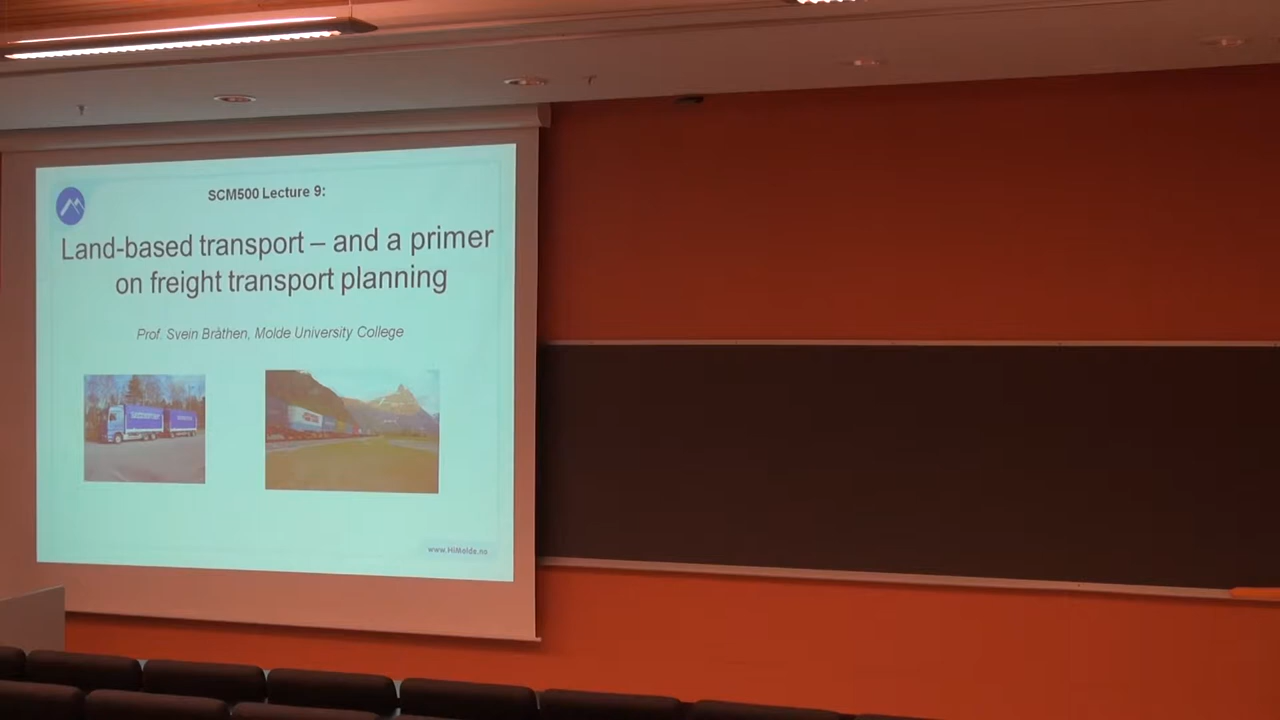 SCM500 Lecture 9:
Land-based transport – and a primer
on freight transport planning
Prof. Svein Bråthen, Molde University College
www.HiMolde.no